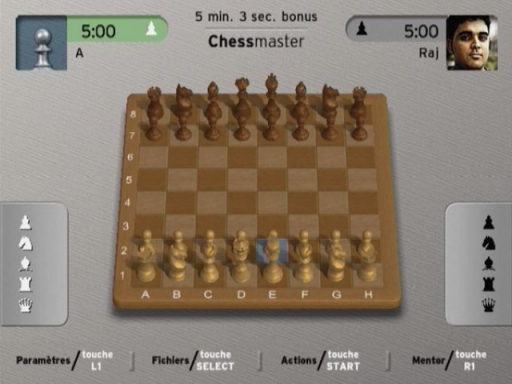 5 min. 3 sec. bonus
5:00
5:00
Chessmaster
A
Raj
8
7
6
5
4
3
2
1
A B C D E F G H
Paramètres/touche L1
Fichiers/touche SELECT
Actions/touche START
Mentor/touche R1